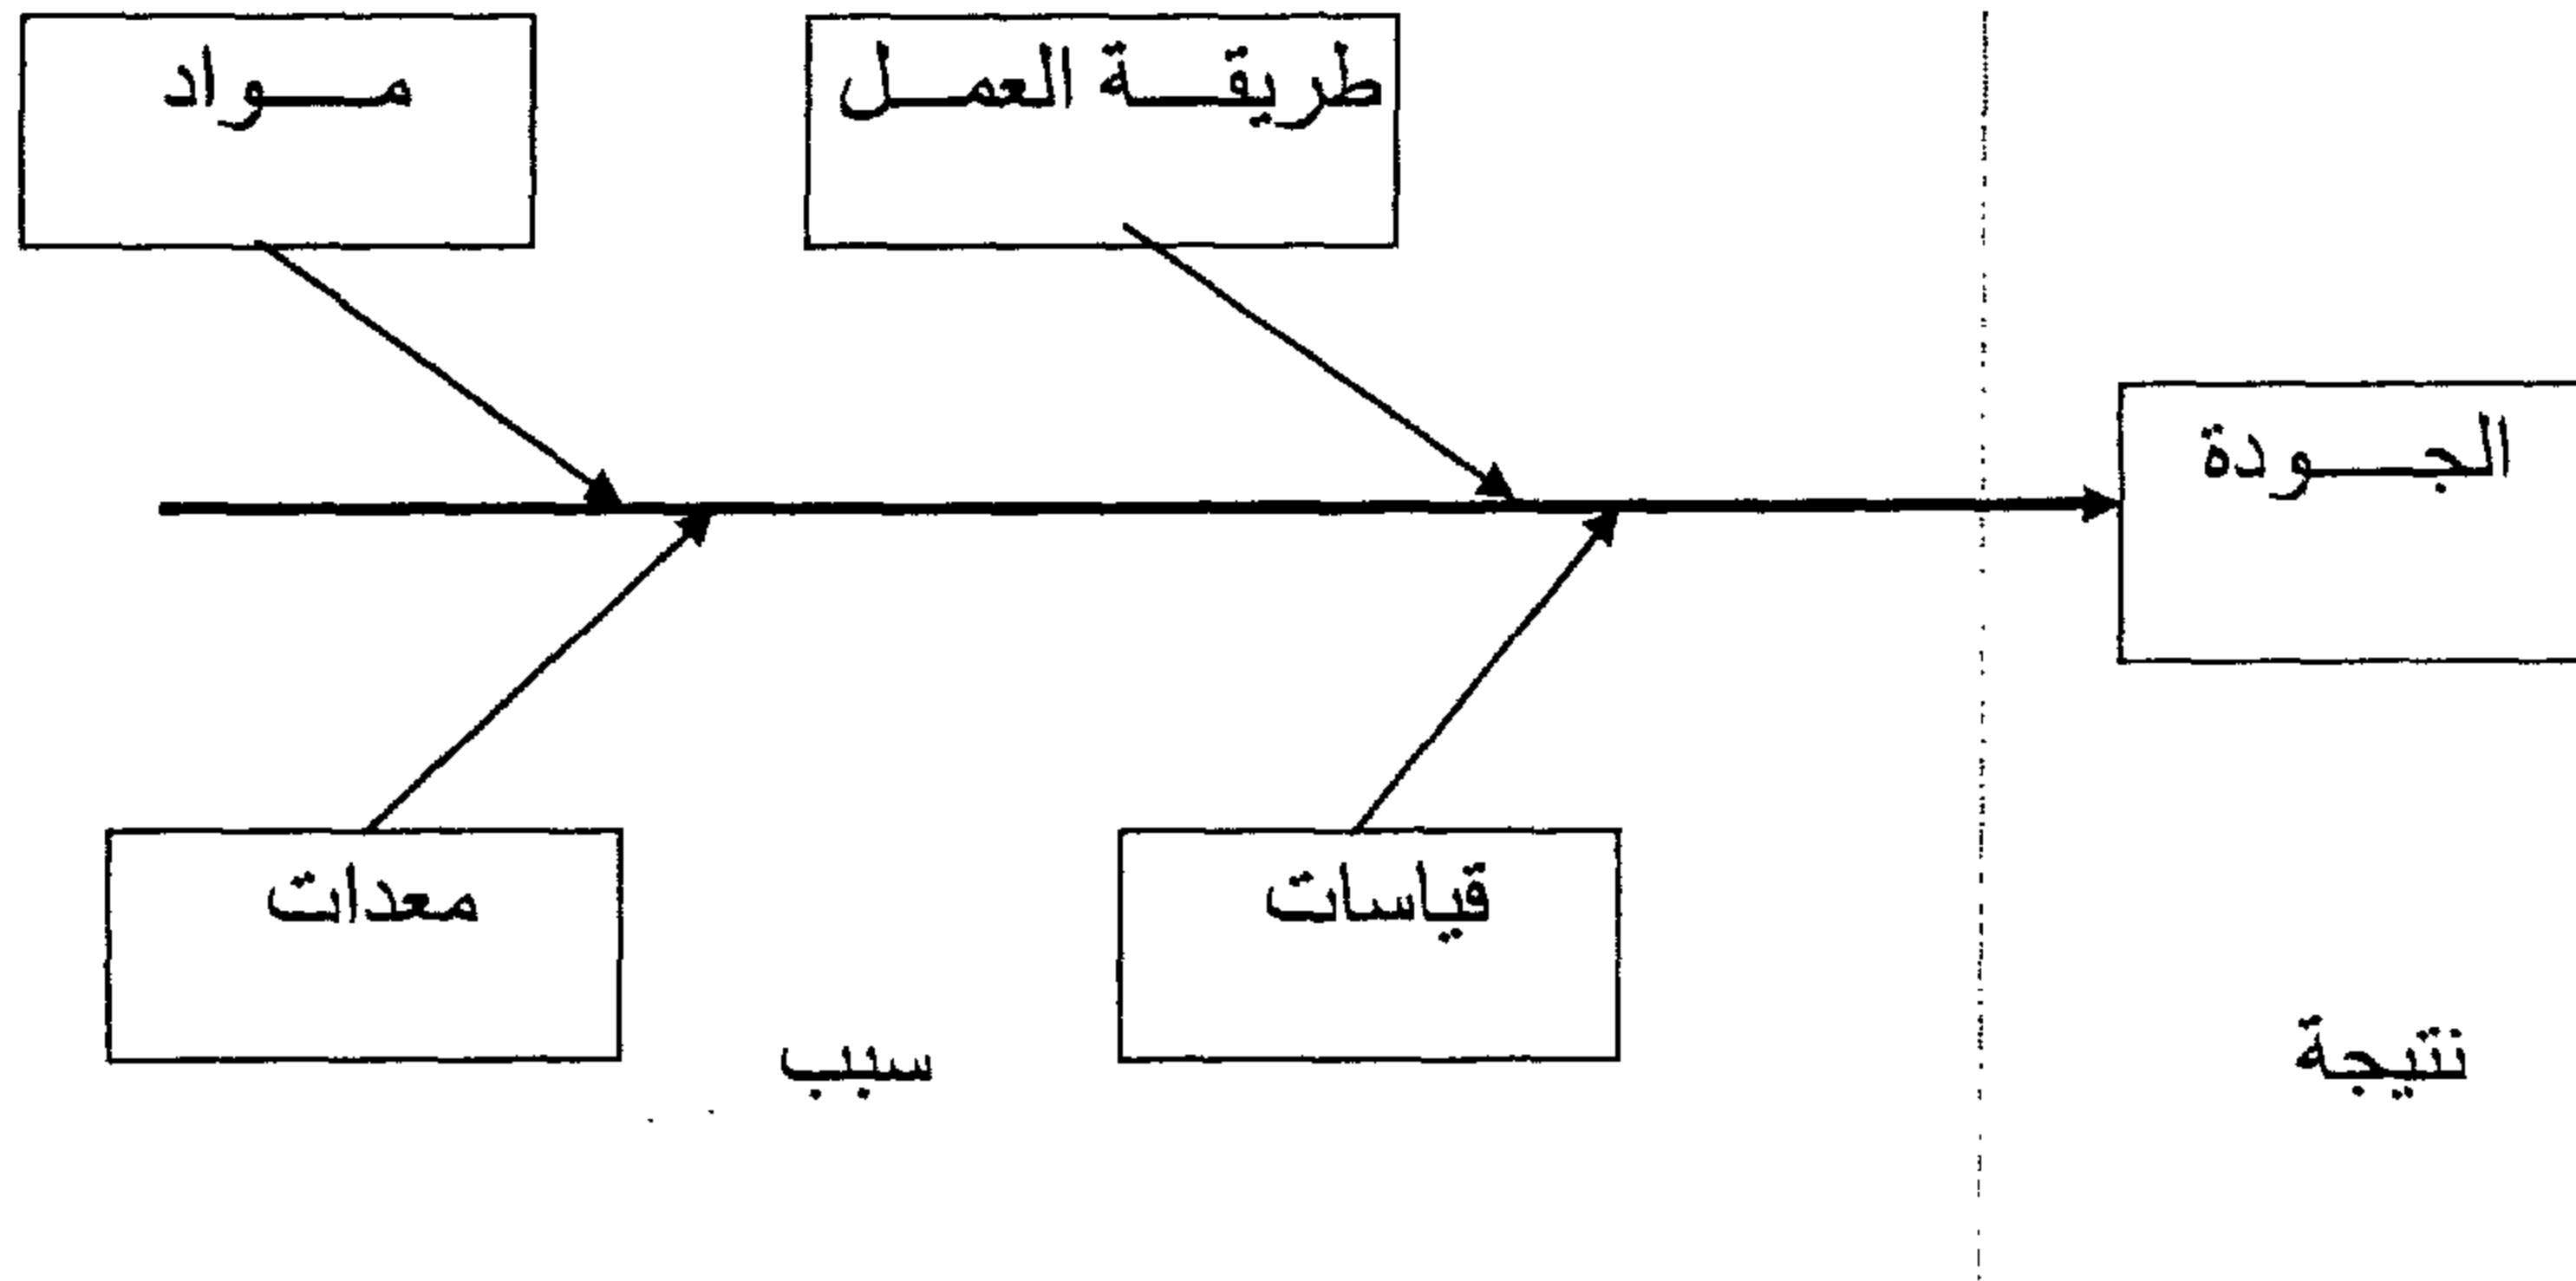 طريقة العمل
مواد
الجودة
قياسات
معدات
نتيجة
سبب